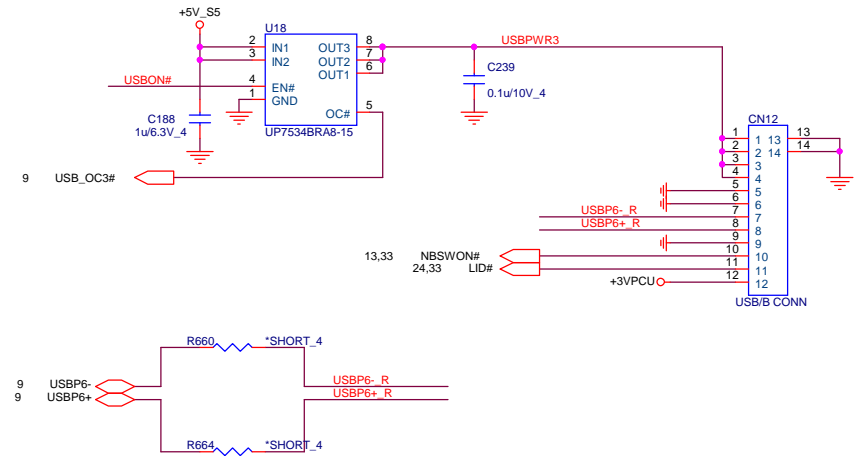 +5V_S5
U18
2 IN1 OUT3 8
3 IN2 OUT2 7
OUT1 6
USBON# 4 EN#
1 GND
OC# 5
UP7534BRA8-15
C188
1u/6.3V_4
USBPWR3
C239
0.1u/10V_4
9 USB_OC3#
CN12
1 1 13 13
2 2 14 14
3 3
4 4
5 5
6 6
USBP6-_R 7 7
USBP6+_R 8 8
9 9
13,33 NBSWON# 10 10
24,33 LID# 11 11
+3VPCU 12 12
USB/B CONN
R660 *SHORT_4
9 USBP6- USBP6-_R
9 USBP6+ USBP6+_R
R664 *SHORT_4